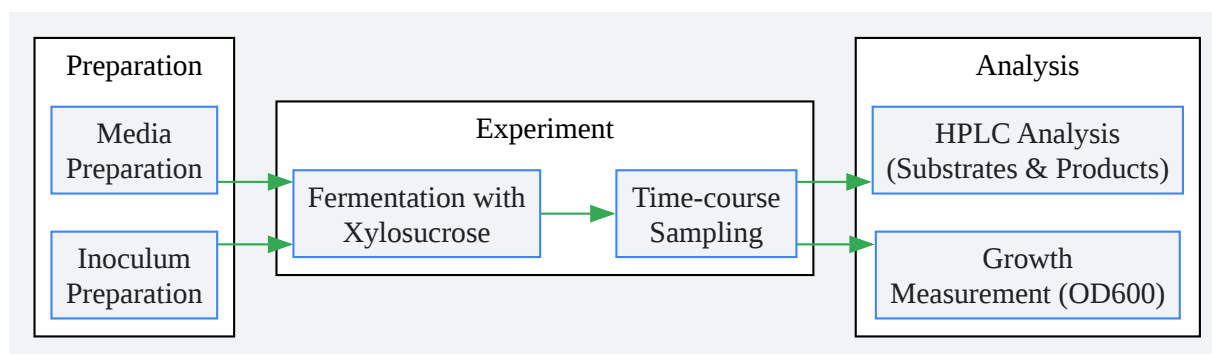 Preparation
Media
Preparation
Inoculum
Preparation
Experiment
Fermentation with
Xylosucrose
Time-course
Sampling
Analysis
HPLC Analysis
(Substrates & Products)
Growth
Measurement (OD600)